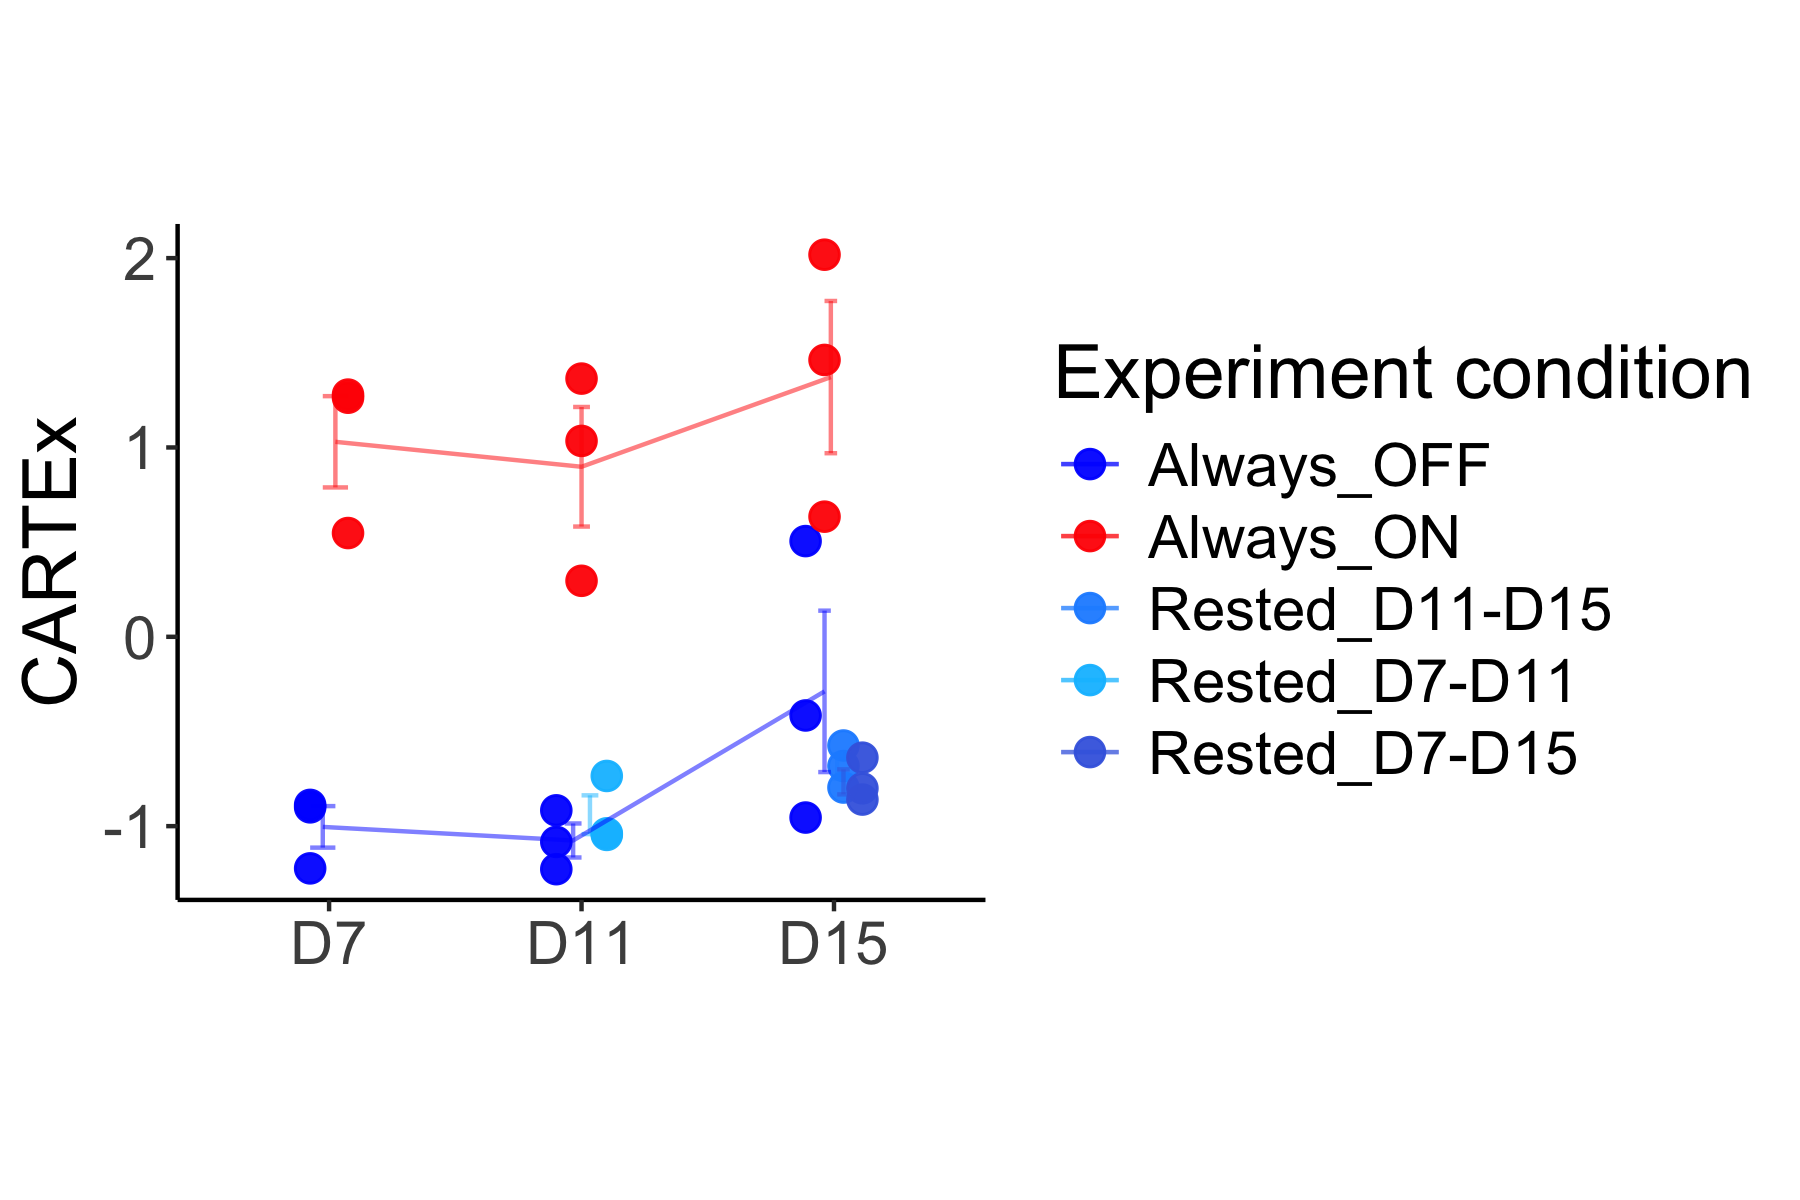 CARTEx
2
1
0
-1
D7 D11 D15
Experiment condition
Always_OFF
Always_ON
Rested_D11-D15
Rested_D7-D11
Rested_D7-D15